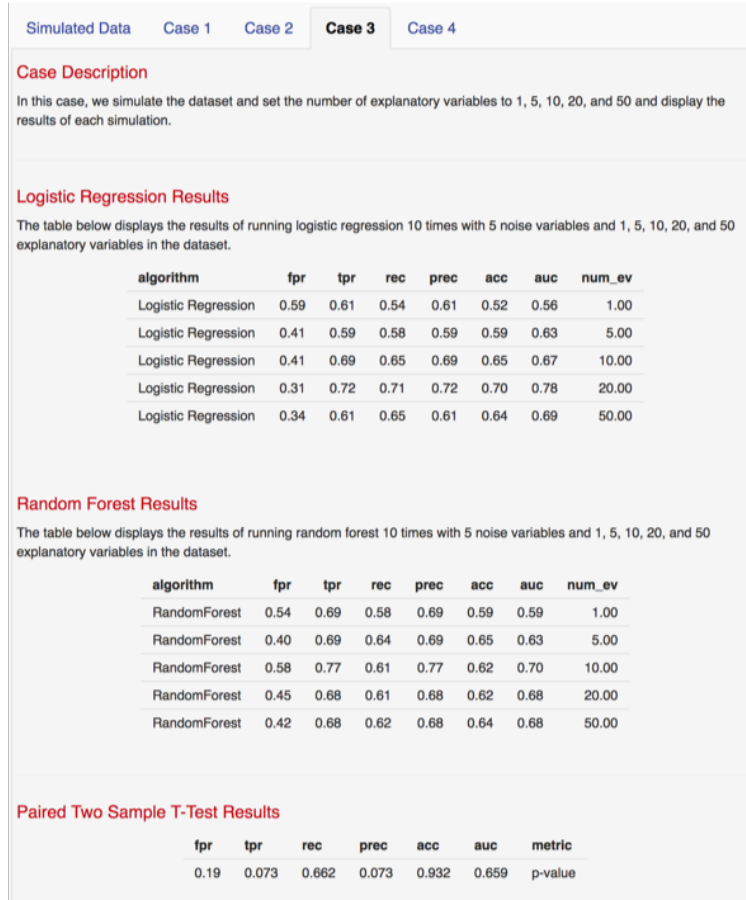 Simulated Data Case 1 Case 2 Case 3 Case 4
Case Description
In this case, we simulate the dataset and set the number of explanatory variables to 1, 5, 10, 20, and 50 and display the
results of each simulation.
Logistic Regression Results
The table below displays the results of running logistic regression 10 times with 5 noise variables and 1, 5, 10, 20, and 50
explanatory variables in the dataset.
algorithm fpr tpr rec prec acc auc num_ev
Logistic Regression 0.59 0.61 0.54 0.61 0.52 0.56 1.00
Logistic Regression 0.41 0.59 0.58 0.59 0.59 0.63 5.00
Logistic Regression 0.41 0.69 0.65 0.69 0.65 0.67 10.00
Logistic Regression 0.31 0.72 0.71 0.72 0.70 0.78 20.00
Logistic Regression 0.34 0.61 0.65 0.61 0.64 0.69 50.00
Random Forest Results
The table below displays the results of running random forest 10 times with 5 noise variables and 1, 5, 10, 20, and 50
explanatory variables in the dataset.
algorithm fpr tpr rec prec acc auc num_ev
RandomForest 0.54 0.69 0.58 0.69 0.59 0.59 1.00
RandomForest 0.40 0.69 0.64 0.69 0.65 0.63 5.00
RandomForest 0.58 0.77 0.61 0.77 0.62 0.70 10.00
RandomForest 0.45 0.68 0.61 0.68 0.62 0.68 20.00
RandomForest 0.42 0.68 0.62 0.68 0.64 0.68 50.00
Paired Two Sample T-Test Results
fpr tpr rec prec acc auc metric
0.19 0.073 0.662 0.073 0.932 0.659 p-value